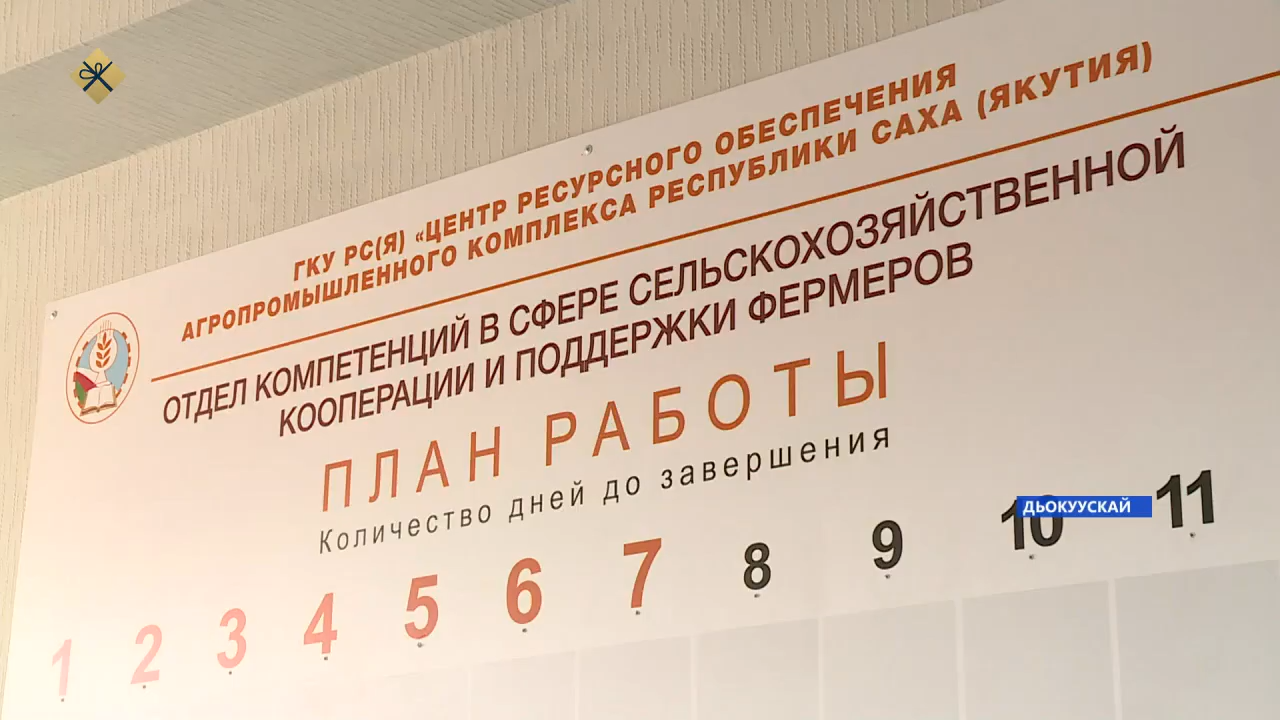 ГКУ РС(Я) «ЦЕНТР РЕСУРСНОГО ОБЕСПЕЧЕНИЯ
АГРОПРОМЫШЛЕННОГО КОМПЛЕКСА РЕСПУБЛИКИ САХА (ЯКУТИЯ)
ОТДЕЛ КОМПЕТЕНЦИЙ В СФЕРЕ СЕЛЬСКОХОЗЯЙСТВЕННОЙ
КООПЕРАЦИИ И ПОДДЕРЖКИ ФЕРМЕРОВ
ПЛАН РАБОТЫ
Количество дней до завершения
1 2 3 4 5 6 7 8 9 10 11
ДЬОКУУСКАЙ